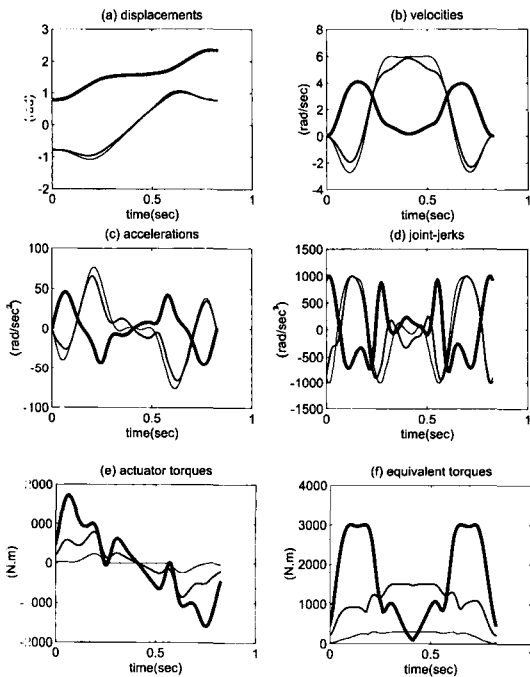 (a) displacements
(b) velocities
3
2
1
0
-1
-2
0
0.5
1
time(sec)
(rad/sec)
8
6
4
2
0
-2
-4
0
0.5
1
time(sec)
(c) accelerations
(d) joint-jerks
(rad/sec²)
100
50
0
-50
-100
0
0.5
1
time(sec)
(rad/sec³)
1500
1000
500
0
-500
-1000
-1500
0
0.5
1
time(sec)
(e) actuator torques
(f) equivalent torques
(N.m)
0
0
0.5
1
time(sec)
(N.m)
4000
3000
2000
1000
0
0
0.5
1
time(sec)